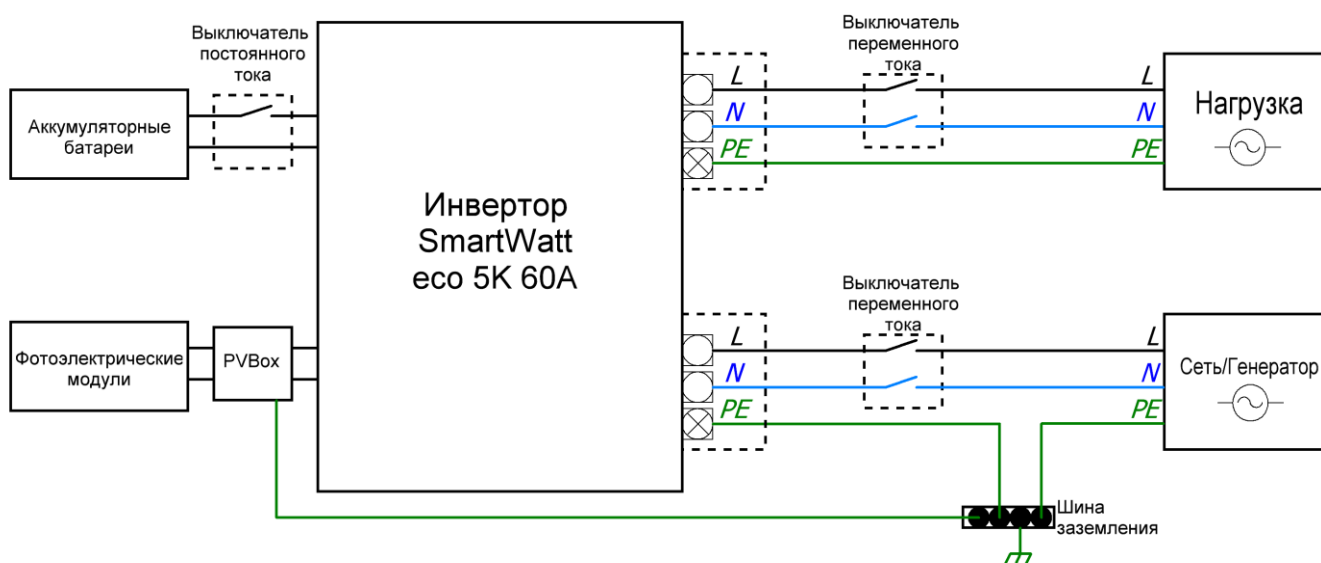 Выключатель
постоянного
тока
Аккумуляторные
батареи
Инвертор
SmartWatt
eco 5K 60A
Выключатель
переменного
тока
L
N
PE
L
N
PE
Нагрузка
Фотоэлектрические
модули
PVBox
Выключатель
переменного
тока
L
N
PE
L
N
PE
Сеть/Генератор
Шина
заземления